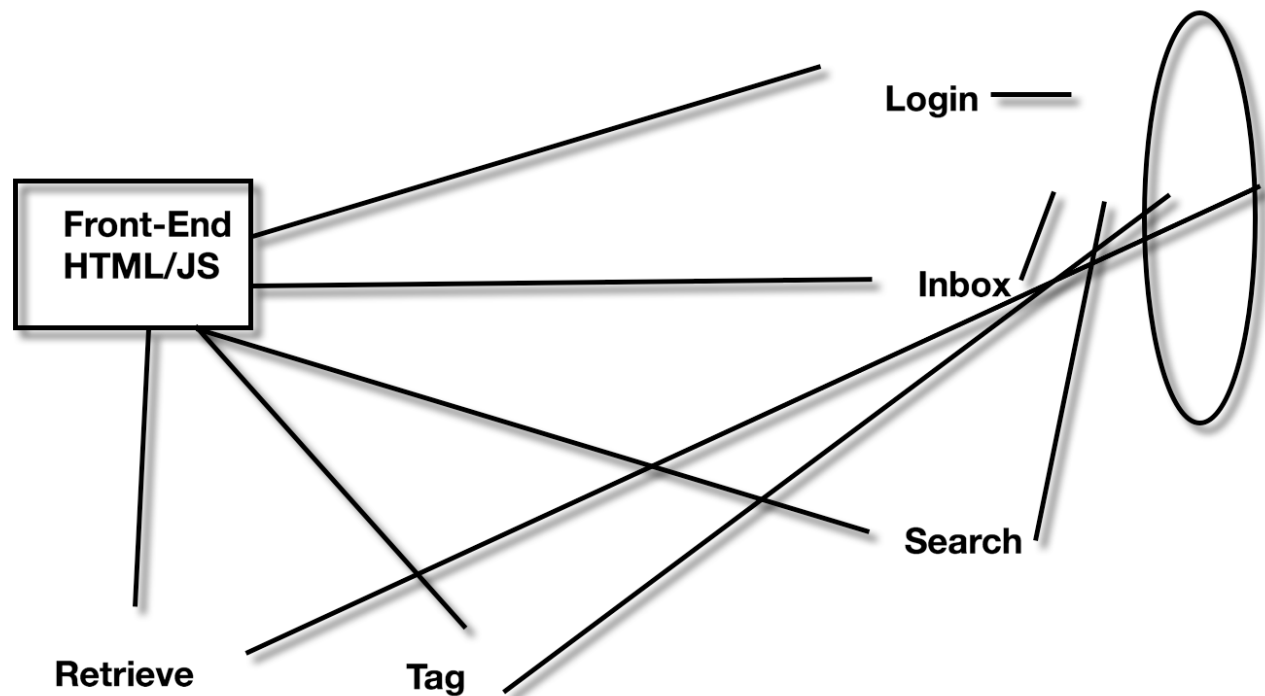 Login
Front-End
HTML/JS
Inbox
Search
Retrieve
Tag